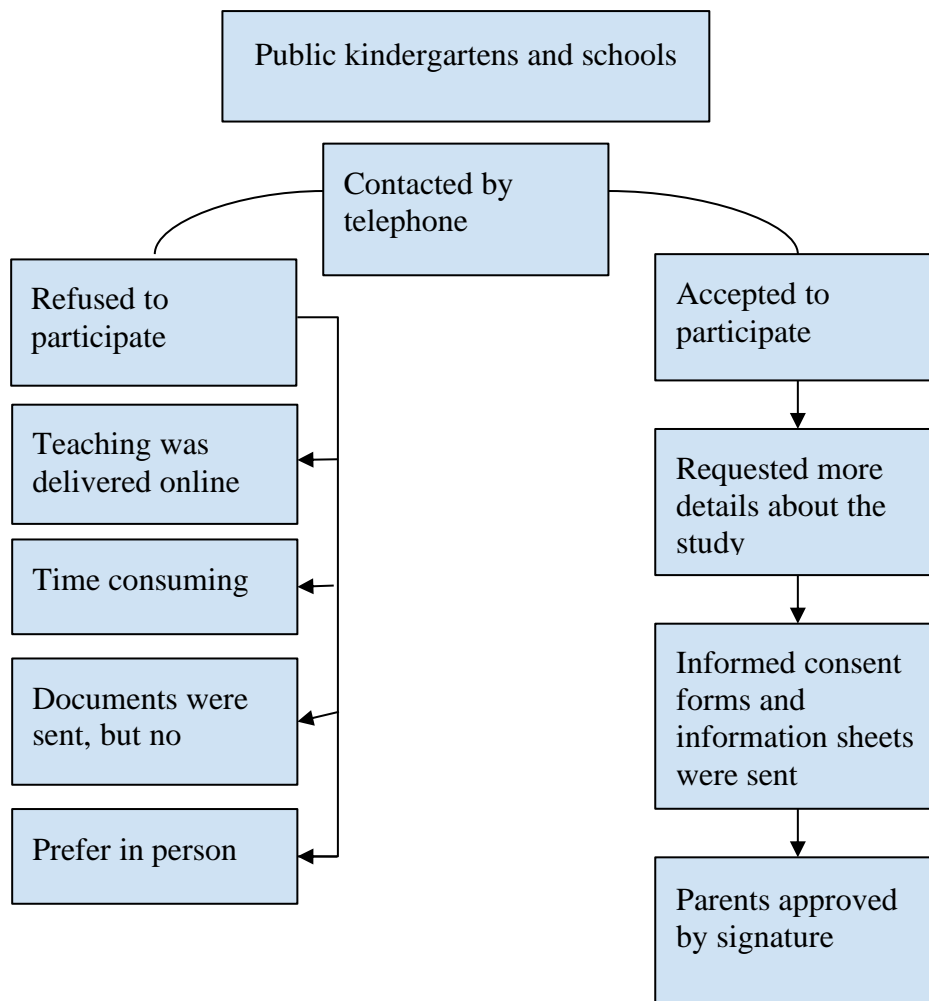 Public kindergartens and schools
Contacted by
telephone
Refused to
participate
Teaching was
delivered online
Time consuming
Documents were
sent, but no
Prefer in person
Accepted to
participate
Requested more
details about the
study
Informed consent
forms and
information sheets
were sent
Parents approved
by signature